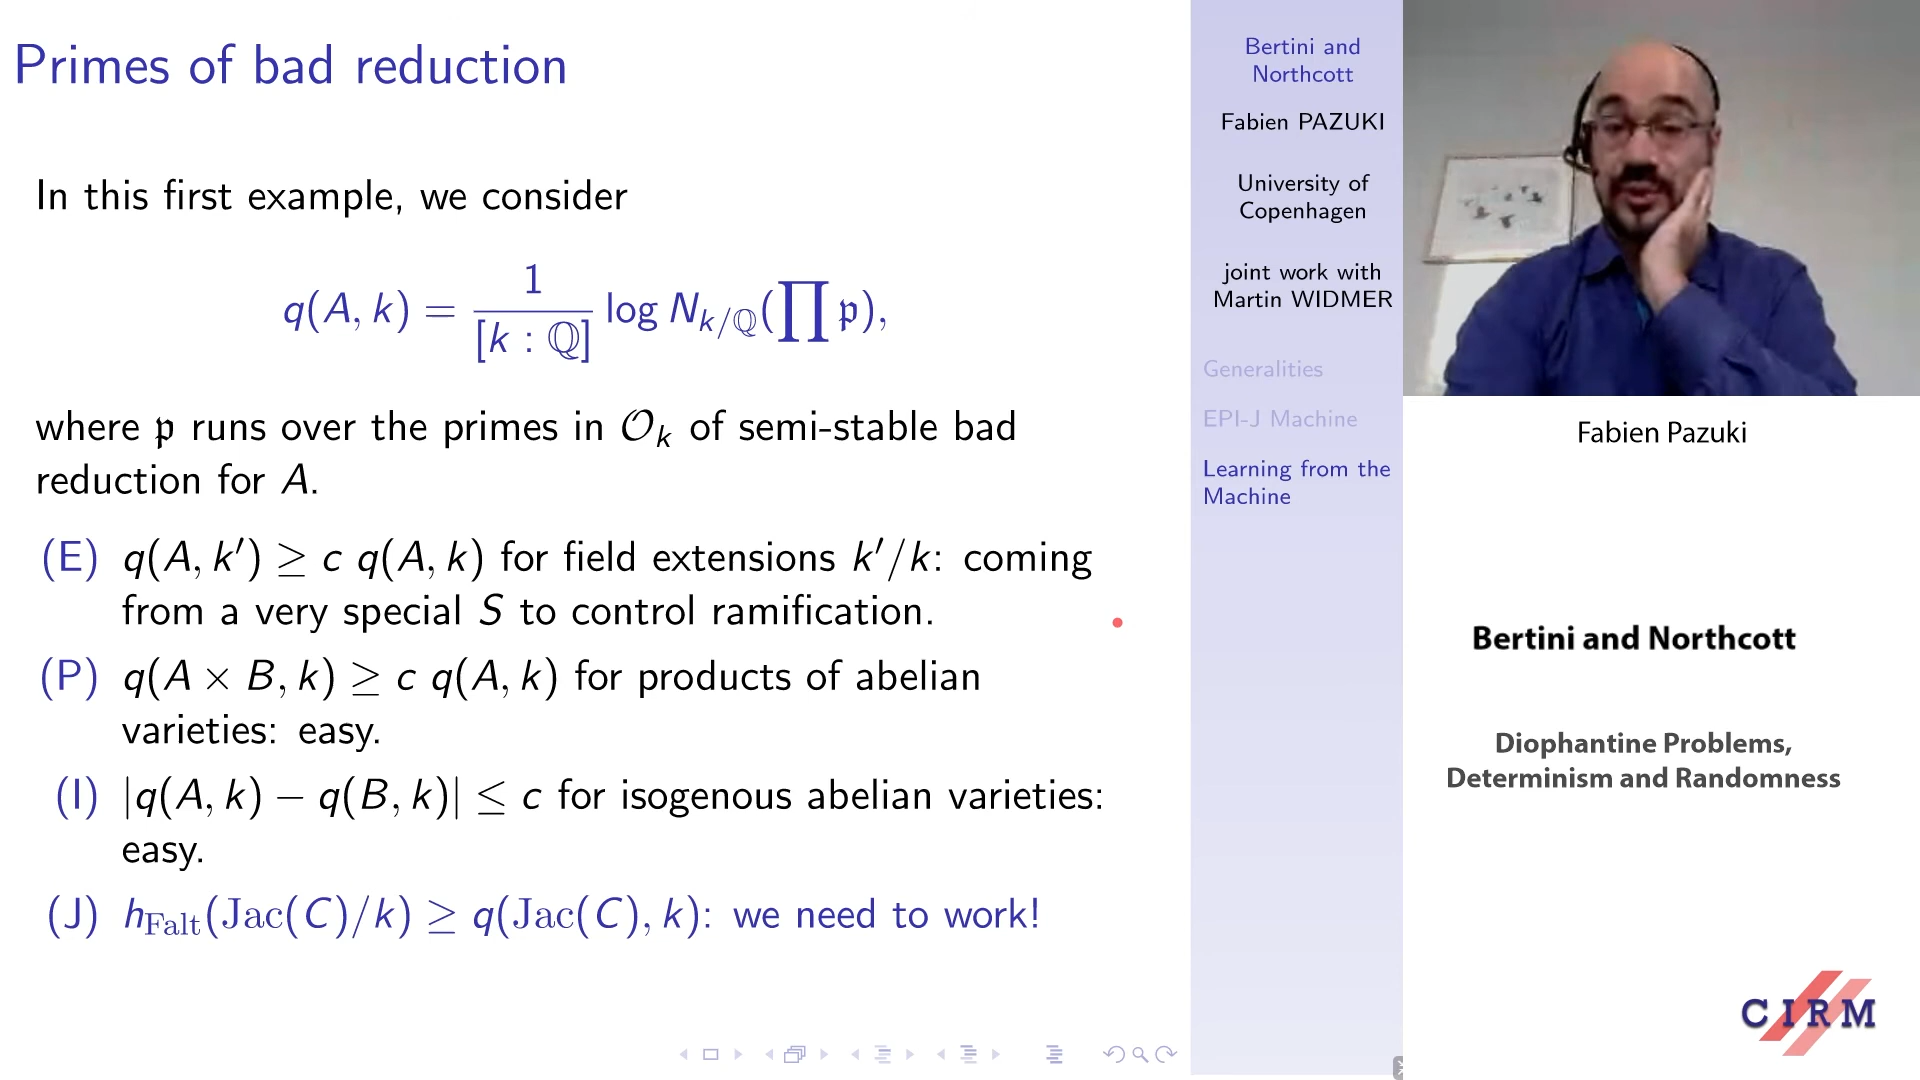 Primes of bad reduction
In this first example, we consider
q(A, k) = 1/[k : ℚ] log N_{k/ℚ}(∏ 𝔭),
where 𝔭 runs over the primes in 𝒪_k of semi-stable bad
reduction for A.
(E) q(A, k′) ≥ c q(A, k) for field extensions k′/k: coming
from a very special S to control ramification.
(P) q(A × B, k) ≥ c q(A, k) for products of abelian
varieties: easy.
(I) |q(A, k) − q(B, k)| ≤ c for isogenous abelian varieties:
easy.
(J) h_Falt(Jac(C)/k) ≥ q(Jac(C), k): we need to work!
Bertini and
Northcott
Fabien PAZUKI
University of
Copenhagen
joint work with
Martin WIDMER
Generalities
EPI-J Machine
Learning from the
Machine
Fabien Pazuki
Bertini and Northcott
Diophantine Problems,
Determinism and Randomness
CIRM